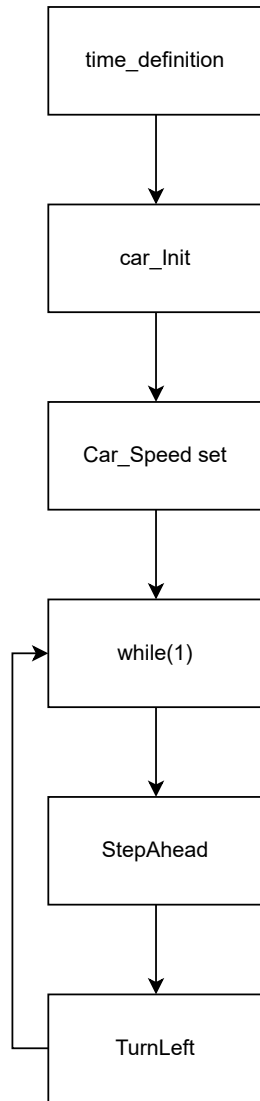 time_definition
car_Init
Car_Speed set
while(1)
StepAhead
TurnLeft